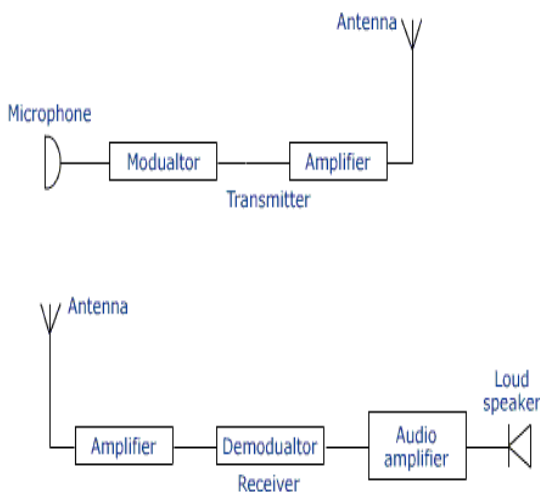 Antenna
Microphone
Modualtor
Amplifier
Transmitter
Antenna
Loud
speaker
Amplifier
Demodualtor
Audio
amplifier
Receiver